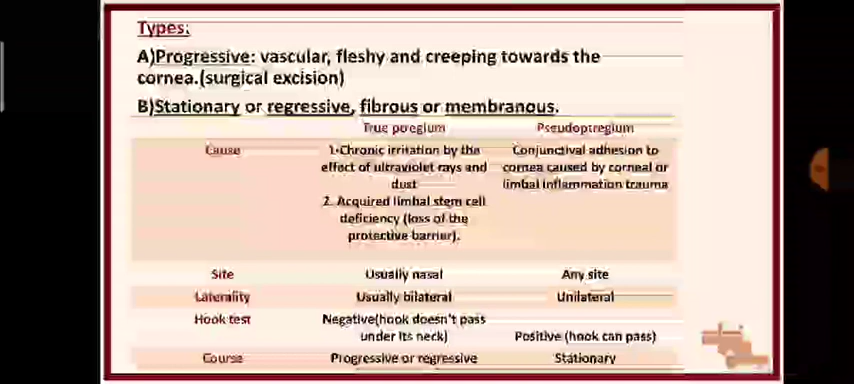 Types:
A)Progressive: vascular, fleshy and creeping towards the
cornea.(surgical excision)
B)Stationary or regressive, fibrous or membranous.
True Pseudoptregium
Cause 1-Chronic irritation by the Conjunctival adhesion to
effect of ultraviolet rays and cornea caused by corneal or
dust limbal inflammation trauma
2. Acquired limbal stem cell
deficiency (loss of the
protective barrier).
Site Usually nasal Any site
Laterality Usually bilateral Unilateral
Hook test Negative(hook doesn't pass
under its neck) Positive (hook can pass)
Course Progressive or regressive Stationary